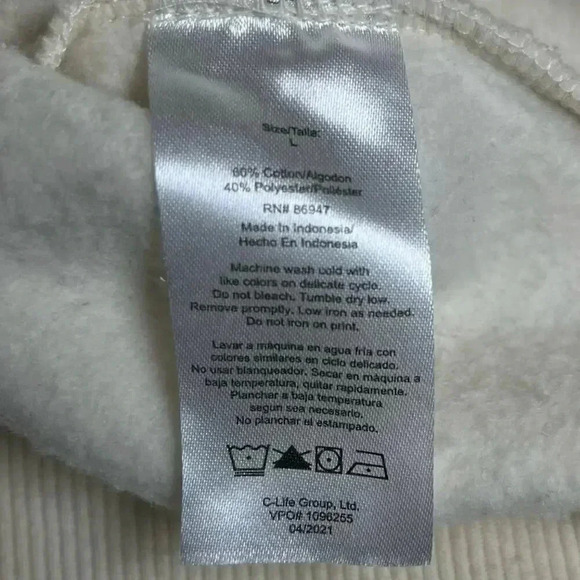 Size/Talla:
L
60% Cotton/Algodon
40% Polyester/Poliéster
RN# 86947
Made In Indonesia/
Hecho En Indonesia
Machine wash cold with
like colors on delicate cycle.
Do not bleach. Tumble dry low.
Remove promptly. Low iron as needed.
Do not iron on print.
Lavar a máquina en agua fria con
colores similares en ciclo delicado.
No usar blanqueador. Secar en máquina a
baja temperatura, quitar rapidamente.
Planchar a baja temperatura
segun sea necesario.
No planchar el estampado
C-Life Group, Ltd.
VPO# 1096255
04/2021